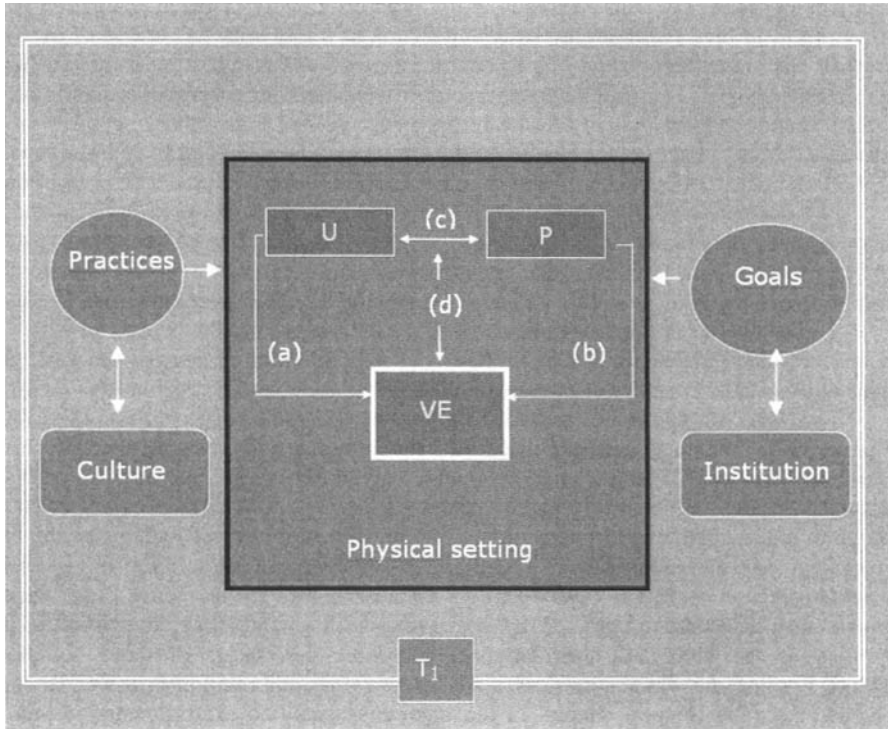 U
(c)
P
Practices
Goals
(d)
(a)
(b)
VE
Culture
Institution
Physical setting
T₁